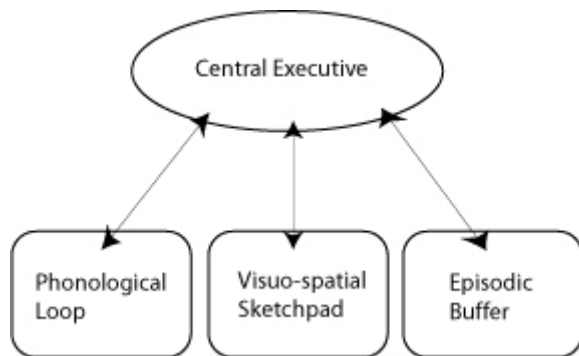 Central Executive
Phonological
Loop
Visuo-spatial
Sketchpad
Episodic
Buffer